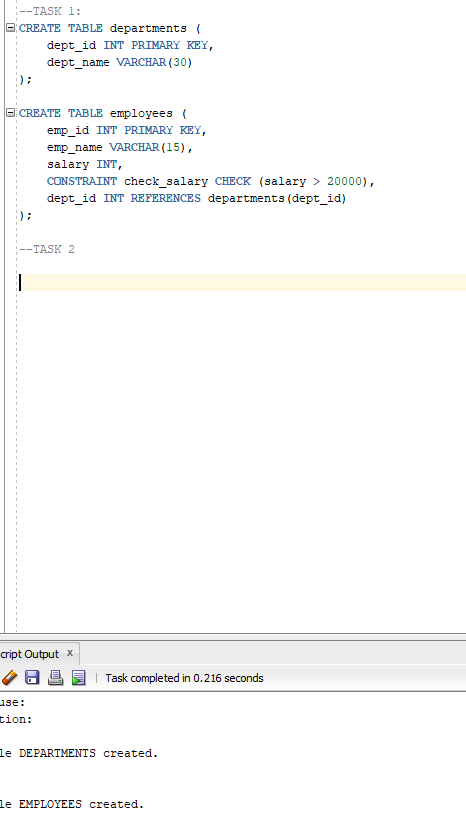 --TASK 1:
CREATE TABLE departments (
dept_id INT PRIMARY KEY,
dept_name VARCHAR(30)
);
CREATE TABLE employees (
emp_id INT PRIMARY KEY,
emp_name VARCHAR(15),
salary INT,
CONSTRAINT check_salary CHECK (salary > 20000),
dept_id INT REFERENCES departments(dept_id)
);
--TASK 2
cript Output x
Task completed in 0.216 seconds
use:
tion:
le DEPARTMENTS created.
le EMPLOYEES created.